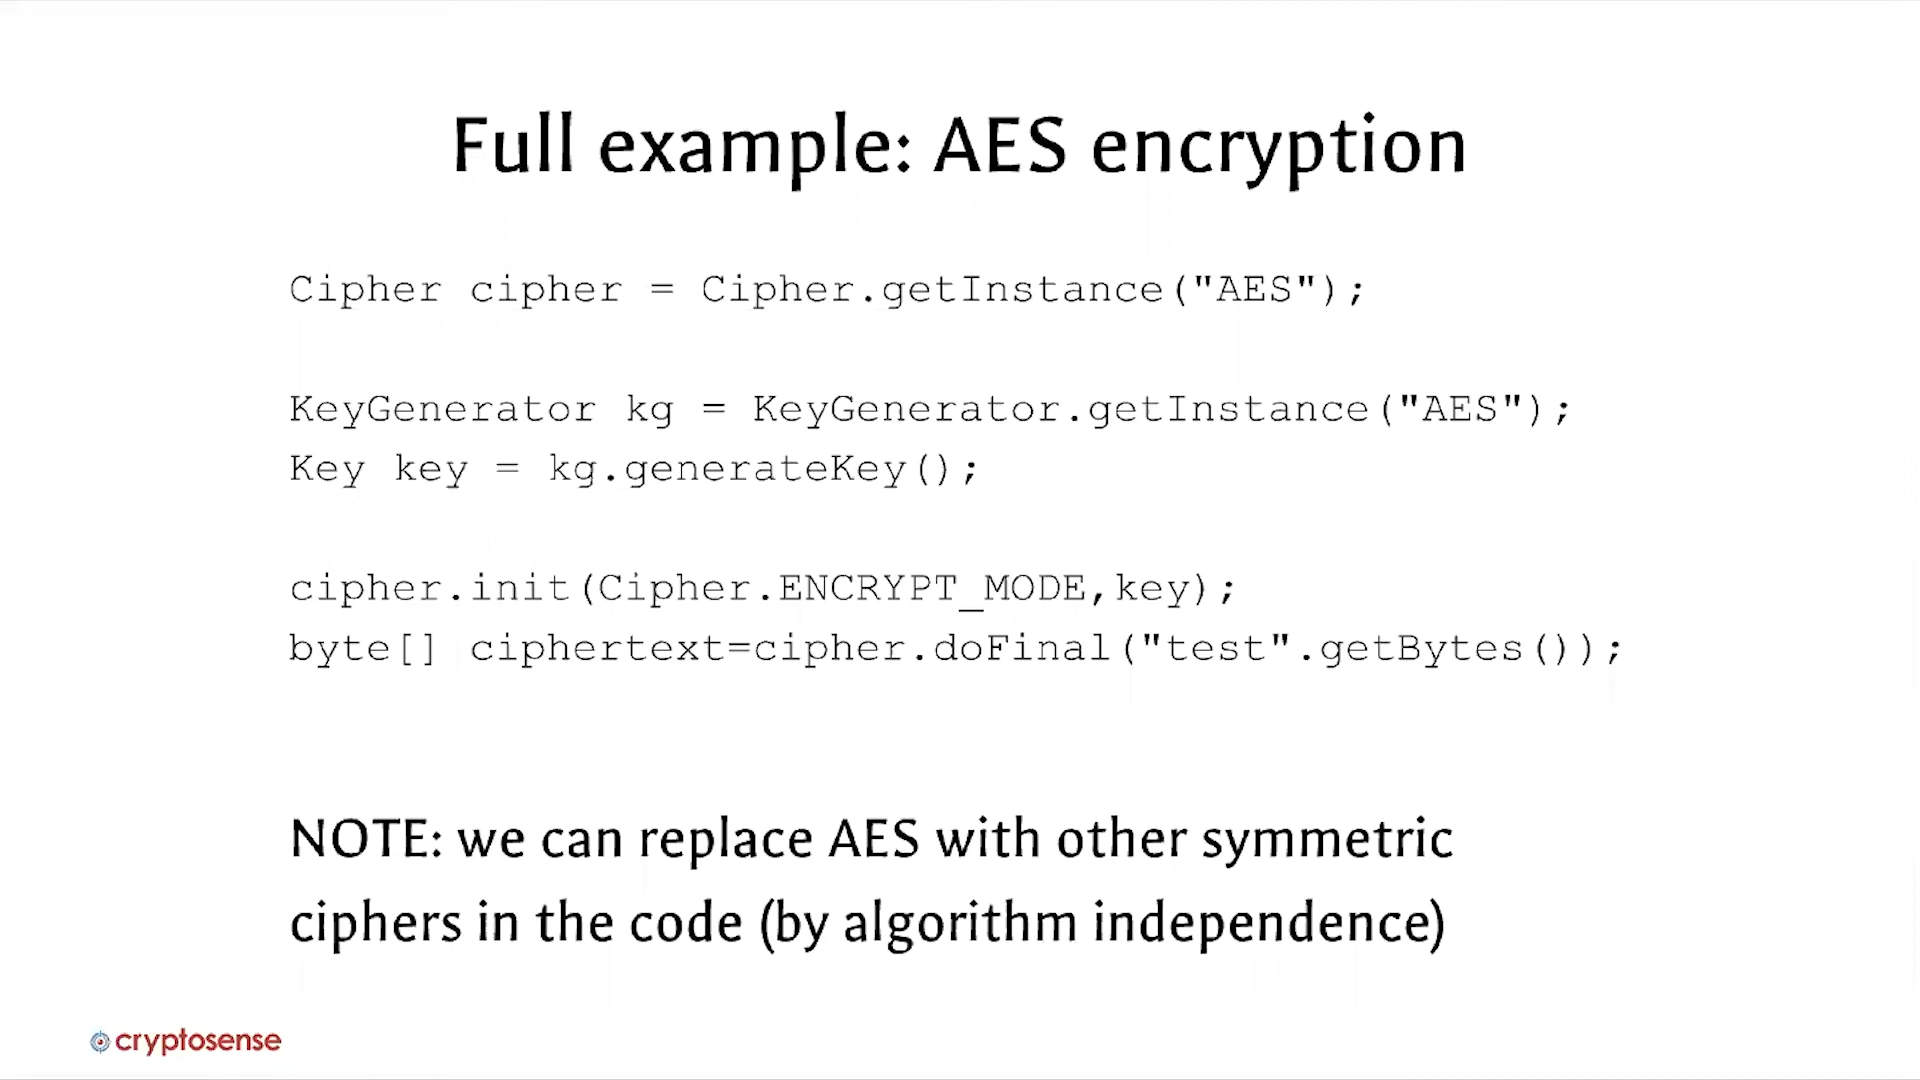 Full example: AES encryption
Cipher cipher = Cipher.getInstance("AES");
KeyGenerator kg = KeyGenerator.getInstance("AES");
Key key = kg.generateKey();
cipher.init(Cipher.ENCRYPT_MODE,key);
byte[] ciphertext=cipher.doFinal("test".getBytes());
NOTE: we can replace AES with other symmetric
ciphers in the code (by algorithm independence)
cryptosense